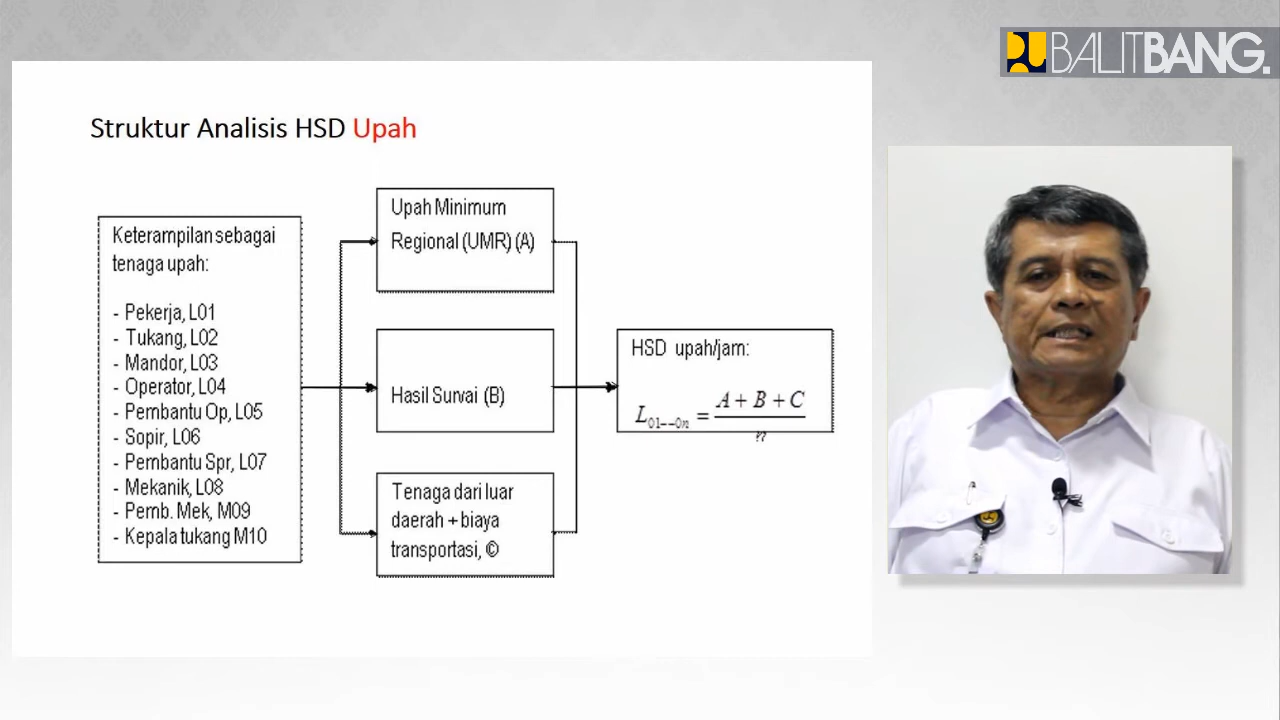 BALITBANG.
Struktur Analisis HSD Upah
Keterampilan sebagai
tenaga upah:
- Pekerja, L01
- Tukang, L02
- Mandor, L03
- Operator, L04
- Pembantu Op, L05
- Sopir, L06
- Pembantu Spr, L07
- Mekanik, L08
- Pemb. Mek, M09
- Kepala tukang M10
Upah Minimum
Regional (UMR) (A)
Hasil Survai (B)
Tenaga dari luar
daerah + biaya
transportasi, ©
HSD upah/jam:
L01--0n = A + B + C / n